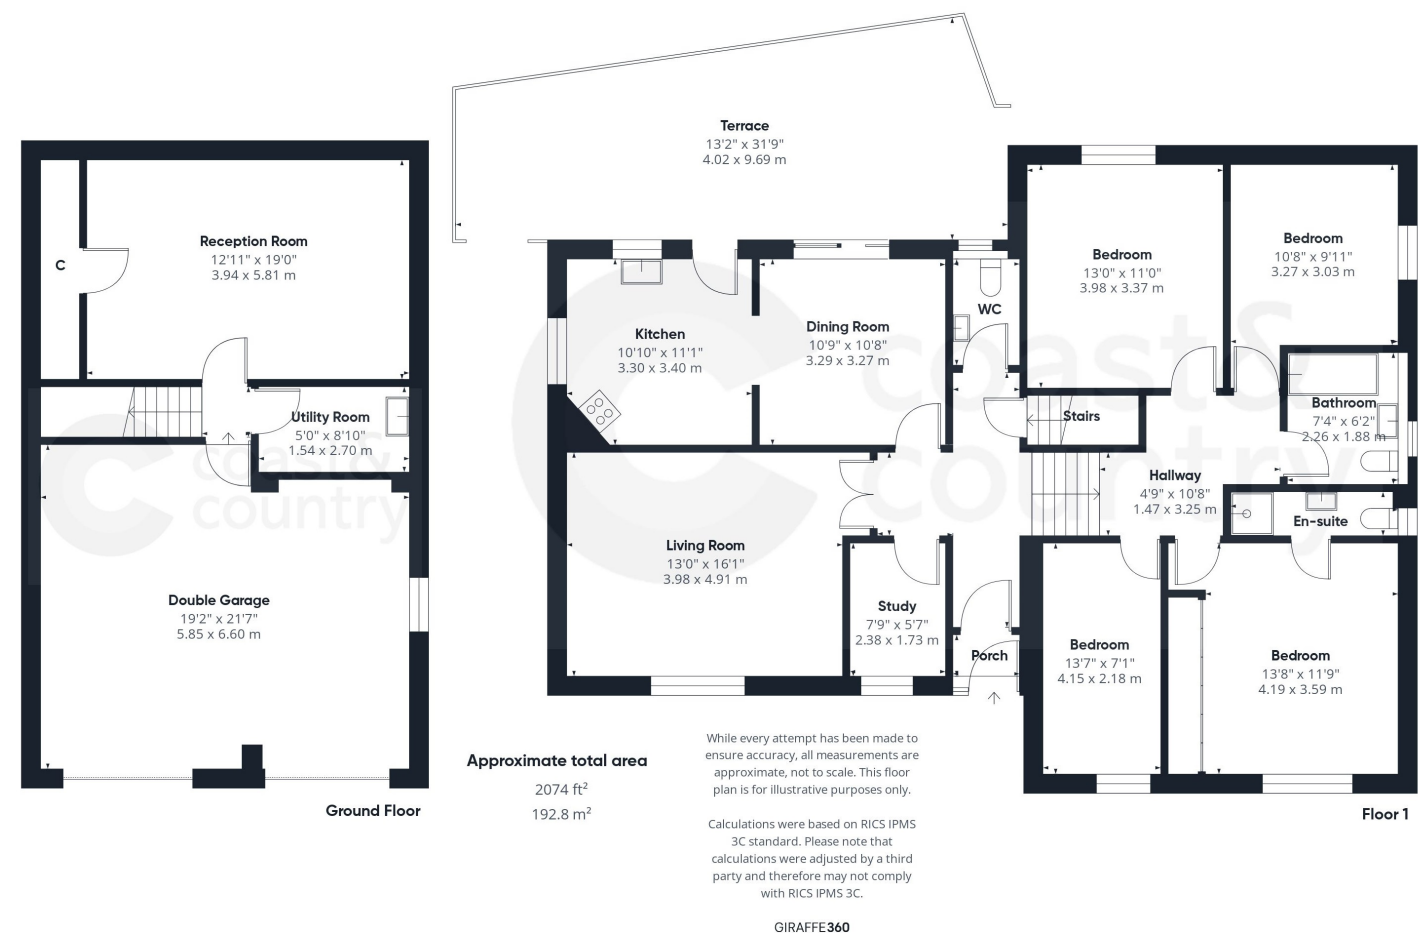 Terrace
13'2" x 31'9"
4.02 x 9.69 m
Reception Room
12'11" x 19'0"
3.94 x 5.81 m
C
Utility Room
5'0" x 8'10"
1.54 x 2.70 m
Double Garage
19'2" x 21'7"
5.85 x 6.60 m
Ground Floor
Kitchen
10'10" x 11'1"
3.30 x 3.40 m
Dining Room
10'9" x 10'8"
3.29 x 3.27 m
WC
Bedroom
13'0" x 11'0"
3.98 x 3.37 m
Bedroom
10'8" x 9'11"
3.27 x 3.03 m
Stairs
Bathroom
7'4" x 6'2"
2.26 x 1.88 m
Hallway
4'9" x 10'8"
1.47 x 3.25 m
En-suite
Living Room
13'0" x 16'1"
3.98 x 4.91 m
Study
7'9" x 5'7"
2.38 x 1.73 m
Porch
Bedroom
13'7" x 7'1"
4.15 x 2.18 m
Bedroom
13'8" x 11'9"
4.19 x 3.59 m
Floor 1
coast &
country
coast &
country
Approximate total area
2074 ft²
192.8 m²
While every attempt has been made to
ensure accuracy, all measurements are
approximate, not to scale. This floor
plan is for illustrative purposes only.
Calculations were based on RICS IPMS
3C standard. Please note that
calculations were adjusted by a third
party and therefore may not comply
with RICS IPMS 3C.
GIRAFFE360